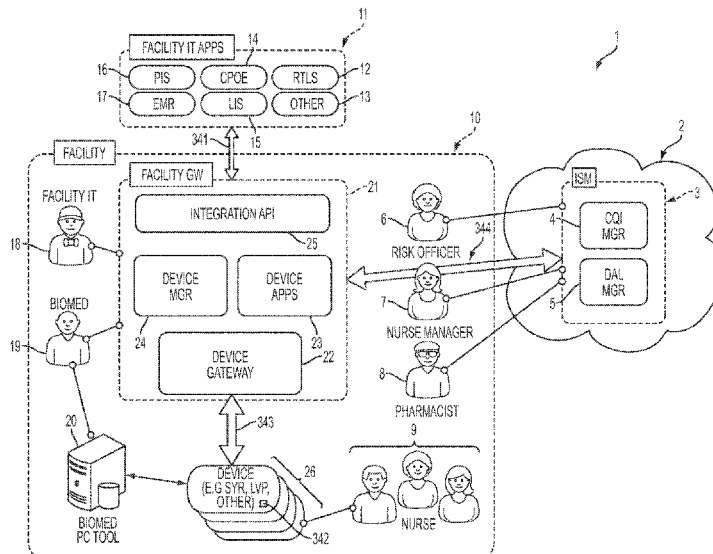 FACILITY IT APPS
14
11
1
16
PIS
CPOE
RTLS
12
17
EMR
LIS
OTHER
13
341
15
10
2
FACILITY
FACILITY GW
21
ISM
3
FACILITY IT
INTEGRATION API
25
6
RISK OFFICER
344
4
CQI
MGR
18
BIOMED
DEVICE
MGR
DEVICE
APPS
7
NURSE MANAGER
5
DAL
MGR
19
24
23
DEVICE
GATEWAY
22
8
PHARMACIST
20
343
9
DEVICE
(E.G SYR, LVP,
OTHER)
26
BIOMED
PC TOOL
342
NURSE